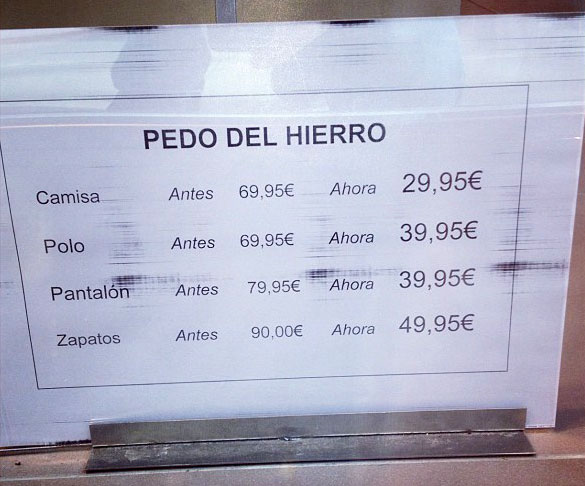 PEDO DEL HIERRO
Camisa Antes 69,95€ Ahora 29,95€
Polo Antes 69,95€ Ahora 39,95€
Pantalón Antes 79,95€ Ahora 39,95€
Zapatos Antes 90,00€ Ahora 49,95€